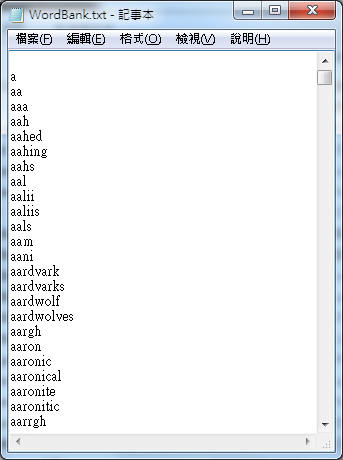 WordBank.txt - 記事本
檔案(F) 編輯(E) 格式(O) 檢視(V) 說明(H)
a
aa
aaa
aah
aahed
aahing
aahs
aal
aalii
aaliis
aals
aam
aani
aardvark
aardvarks
aardwolf
aardwolves
aargh
aaron
aaronic
aaronical
aaronite
aaronitic
aarrgh